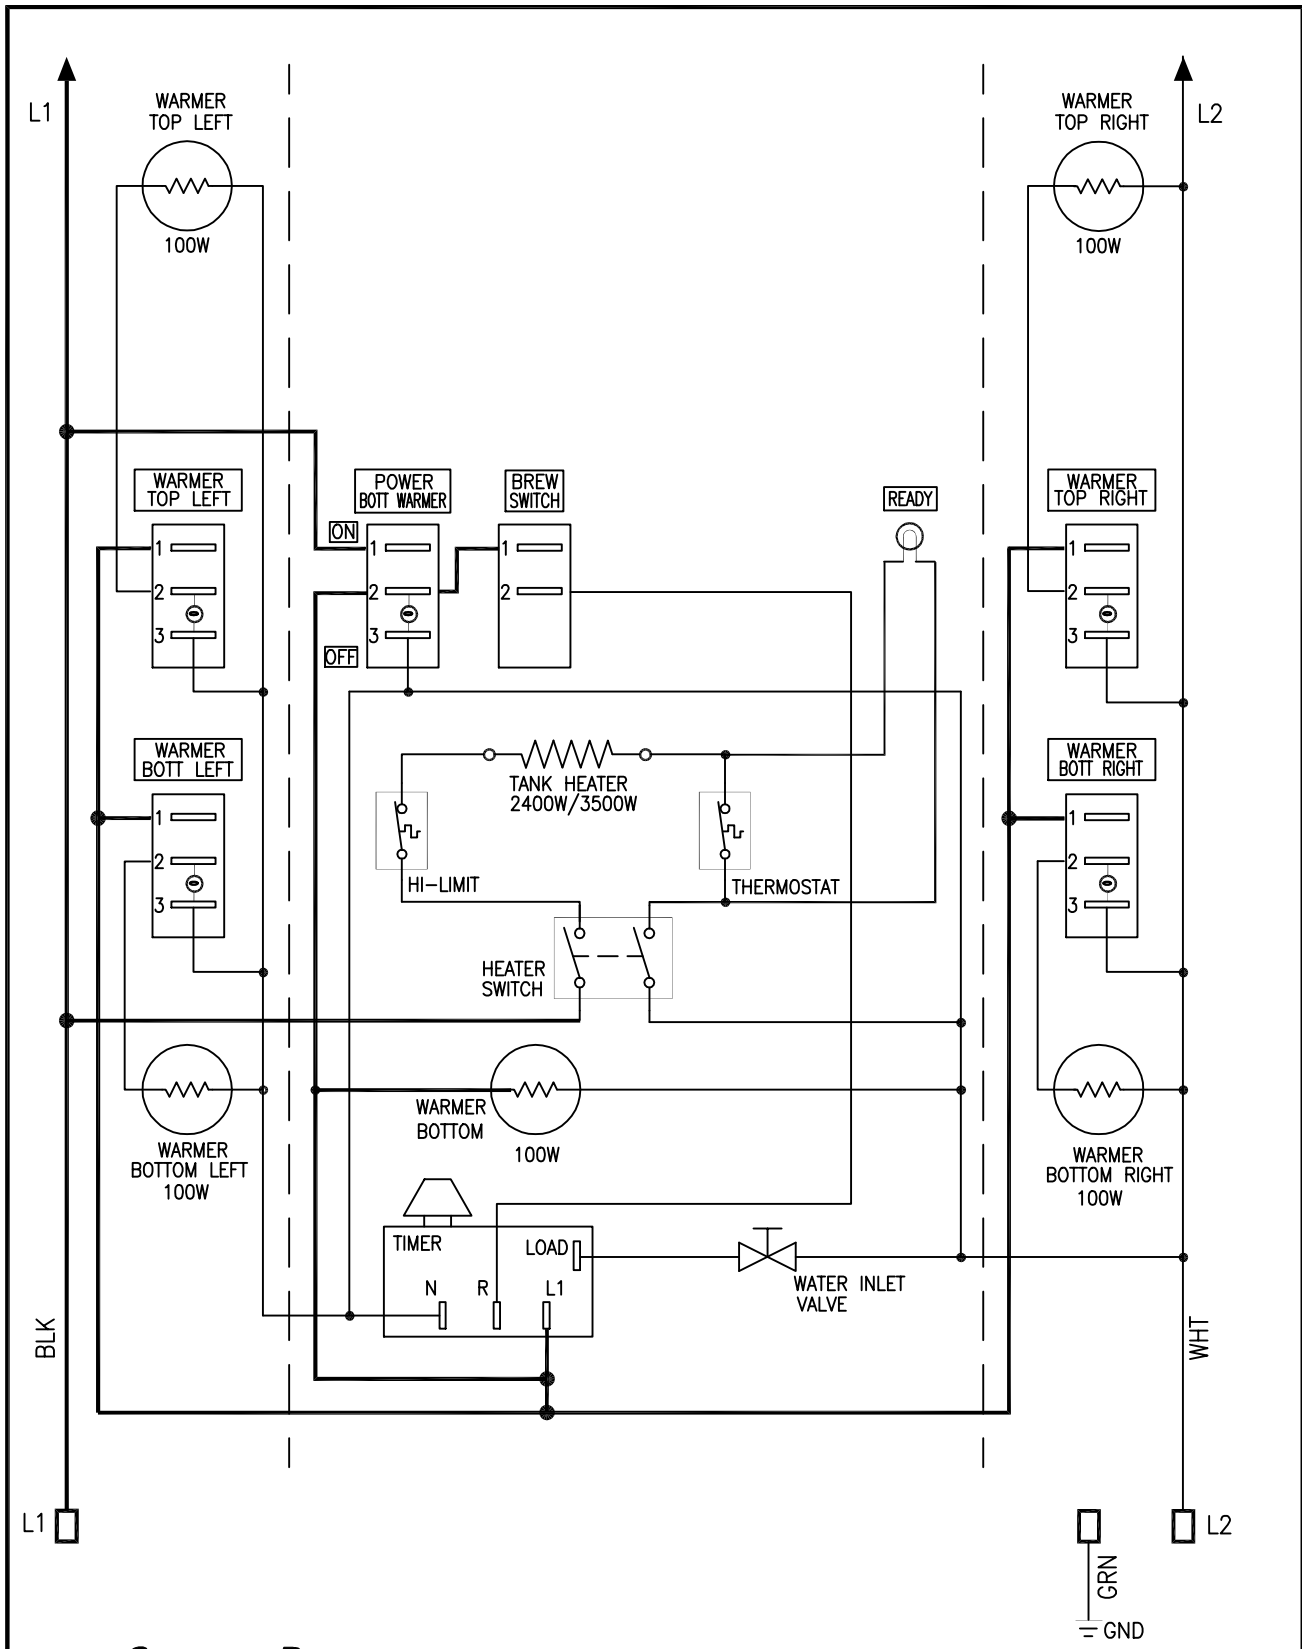 L1
WARMER
TOP LEFT
100W
WARMER
TOP RIGHT
100W
L2
WARMER
TOP LEFT
1
2
3
POWER
BOTT WARMER
ON
1
2
3
OFF
BREW
SWITCH
1
2
READY
WARMER
TOP RIGHT
1
2
3
WARMER
BOTT LEFT
1
2
3
TANK HEATER
2400W/3500W
HI-LIMIT
THERMOSTAT
HEATER
SWITCH
WARMER
BOTT RIGHT
1
2
3
WARMER
BOTTOM LEFT
100W
WARMER
BOTTOM
100W
WARMER
BOTTOM RIGHT
100W
TIMER
LOAD
N
R
L1
WATER INLET
VALVE
BLK
WHT
L1
L2
GRN
GND